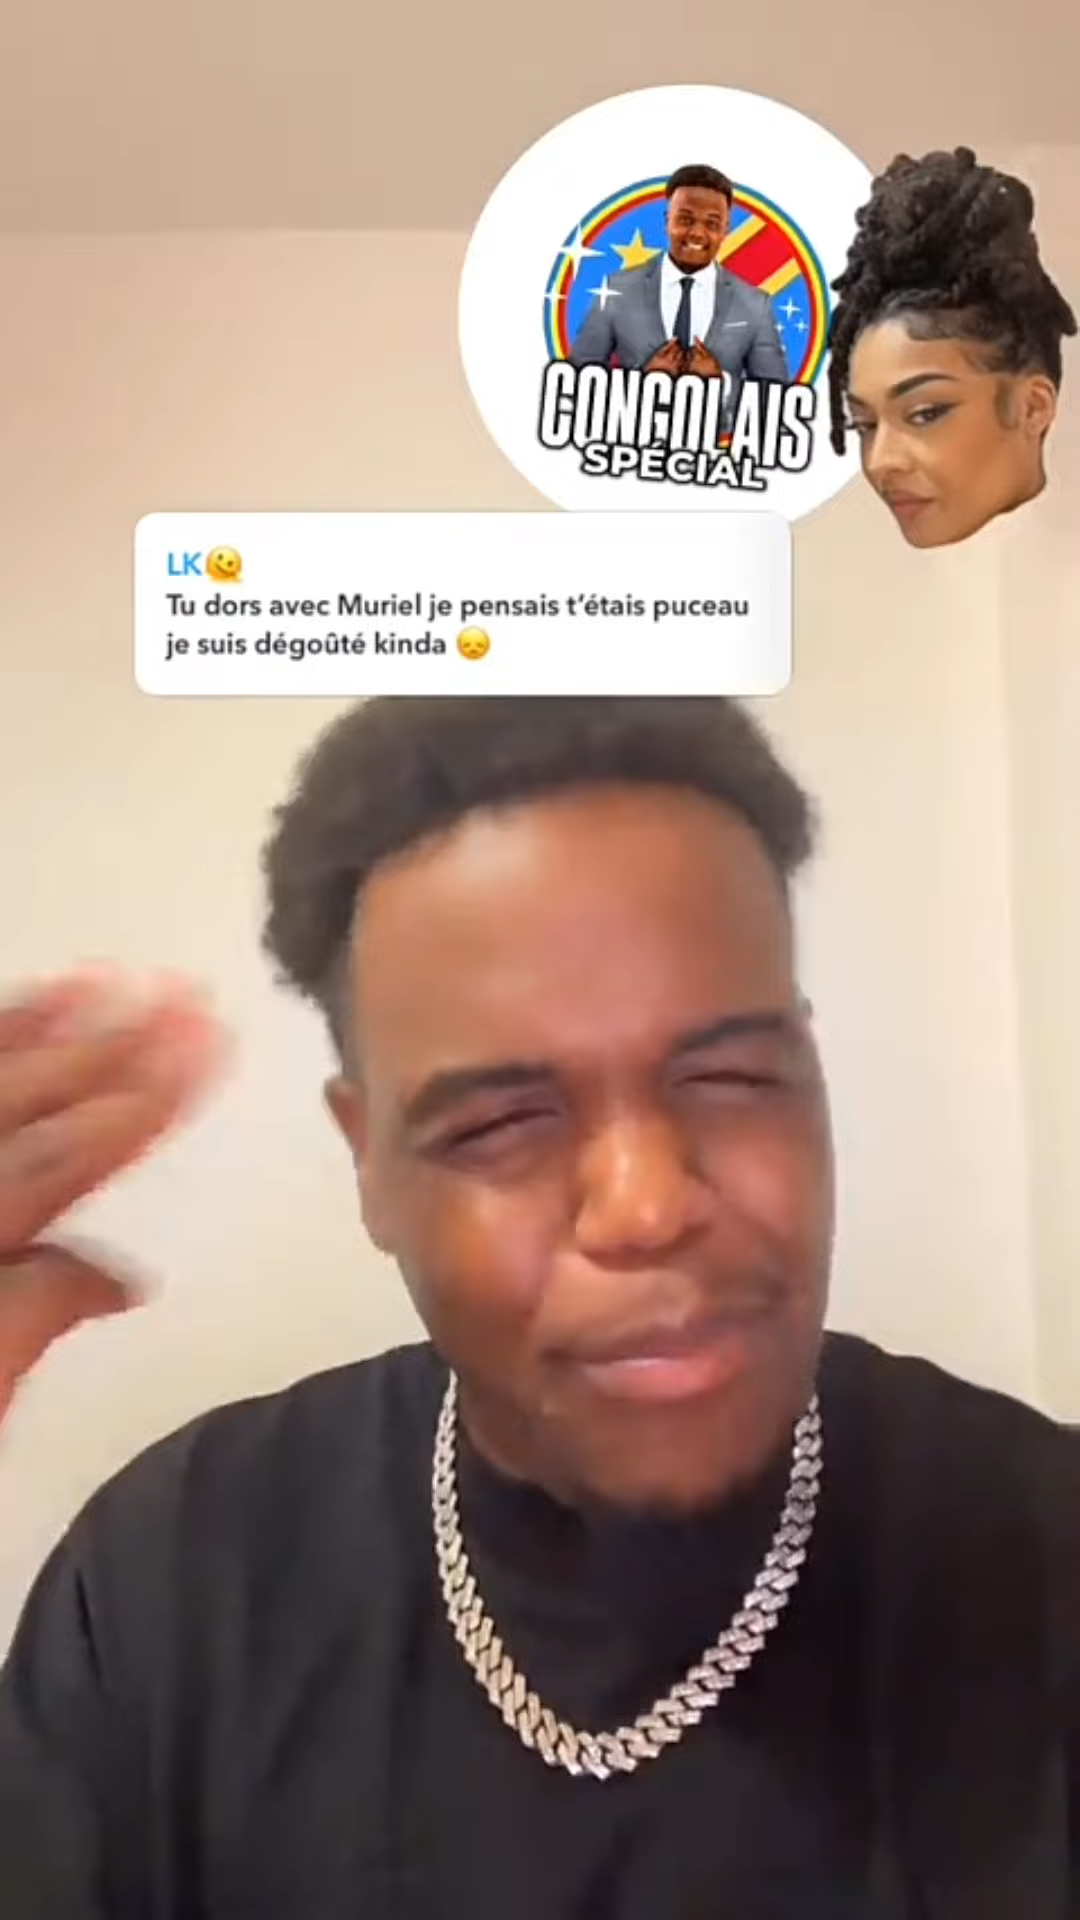 CONGOLAIS
SPÉCIAL
LK🫠
Tu dors avec Muriel je pensais t’étais puceau
je suis dégoûté kinda 😞